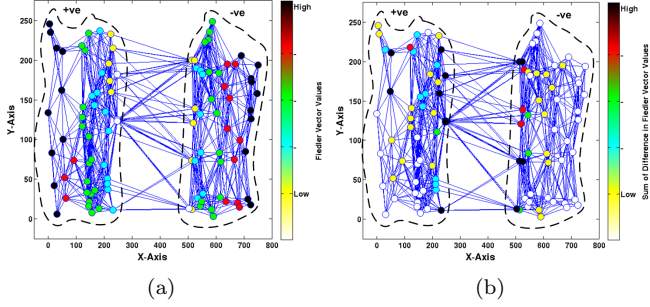 +ve
-ve
High
250
200
150
100
50
0
Y-Axis
0 100 200 300 400 500 600 700 800
X-Axis
Low
Fiedler Vector Values
(a)
+ve
-ve
High
250
200
150
100
50
0
Y-Axis
0 100 200 300 400 500 600 700 800
X-Axis
Low
Sum of Difference in Fiedler Vector Values
(b)